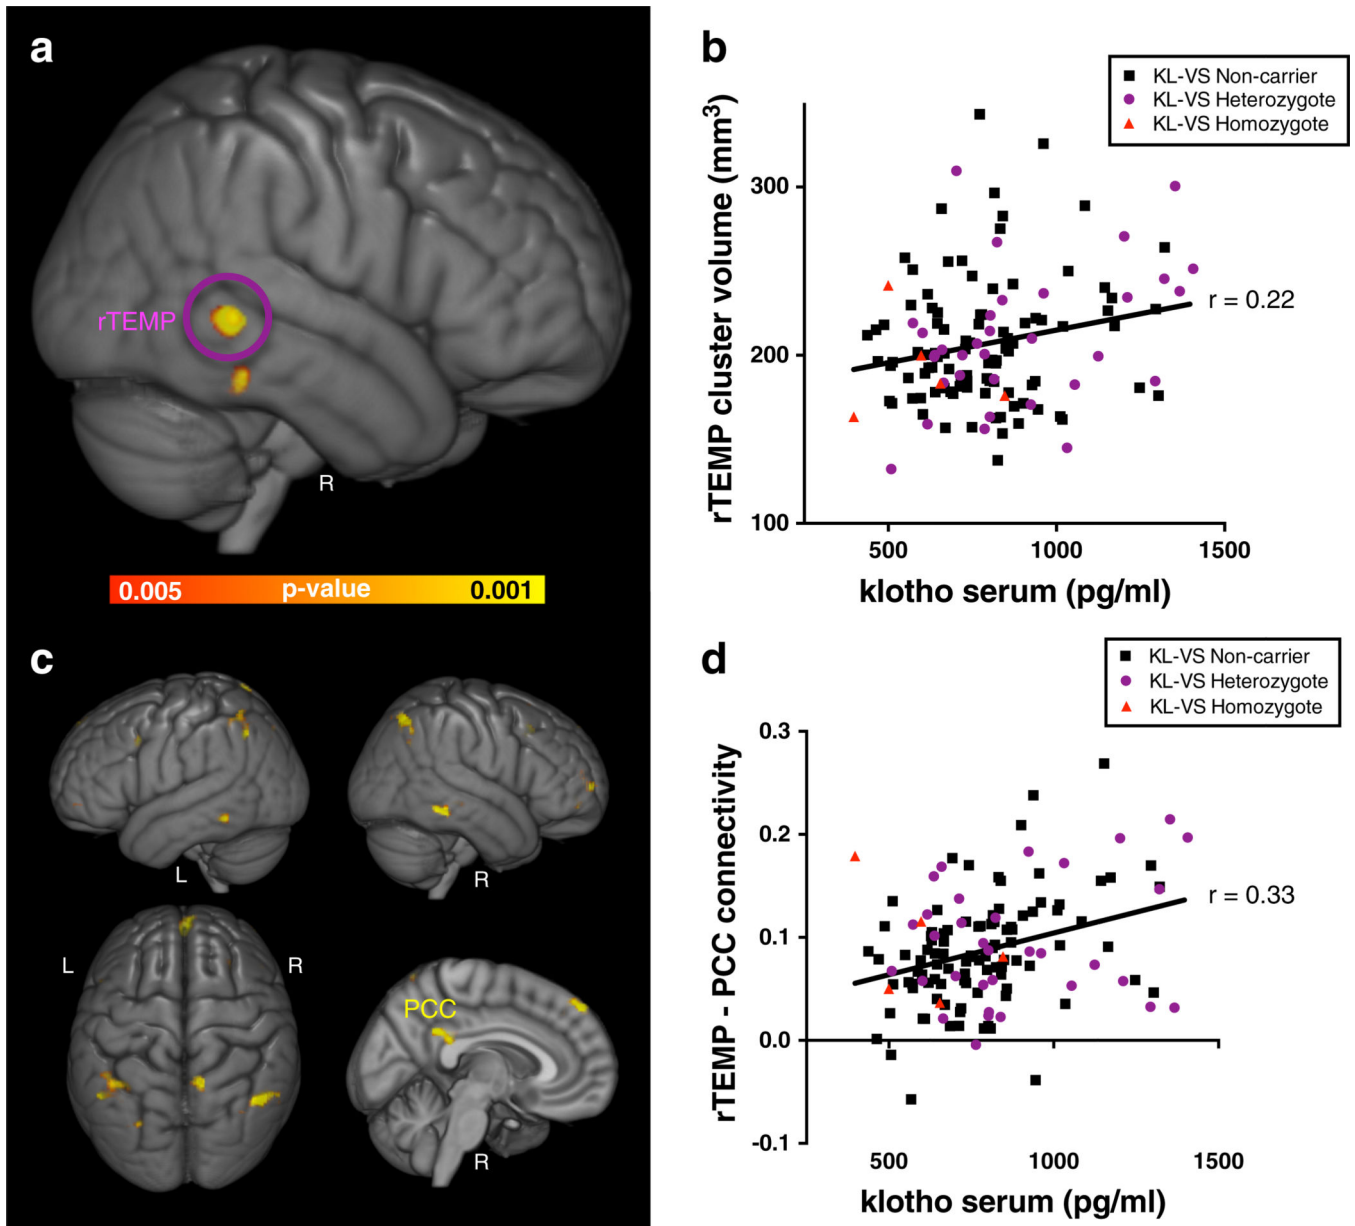 a
rTEMP
R
0.005 p-value 0.001
b
KL-VS Non-carrier
KL-VS Heterozygote
KL-VS Homozygote
rTEMP cluster volume (mm³)
300
200
100
r = 0.22
500 1000 1500
klotho serum (pg/ml)
c
L
R
L
R
PCC
R
d
KL-VS Non-carrier
KL-VS Heterozygote
KL-VS Homozygote
rTEMP - PCC connectivity
0.3
0.2
0.1
0.0
-0.1
r = 0.33
500 1000 1500
klotho serum (pg/ml)